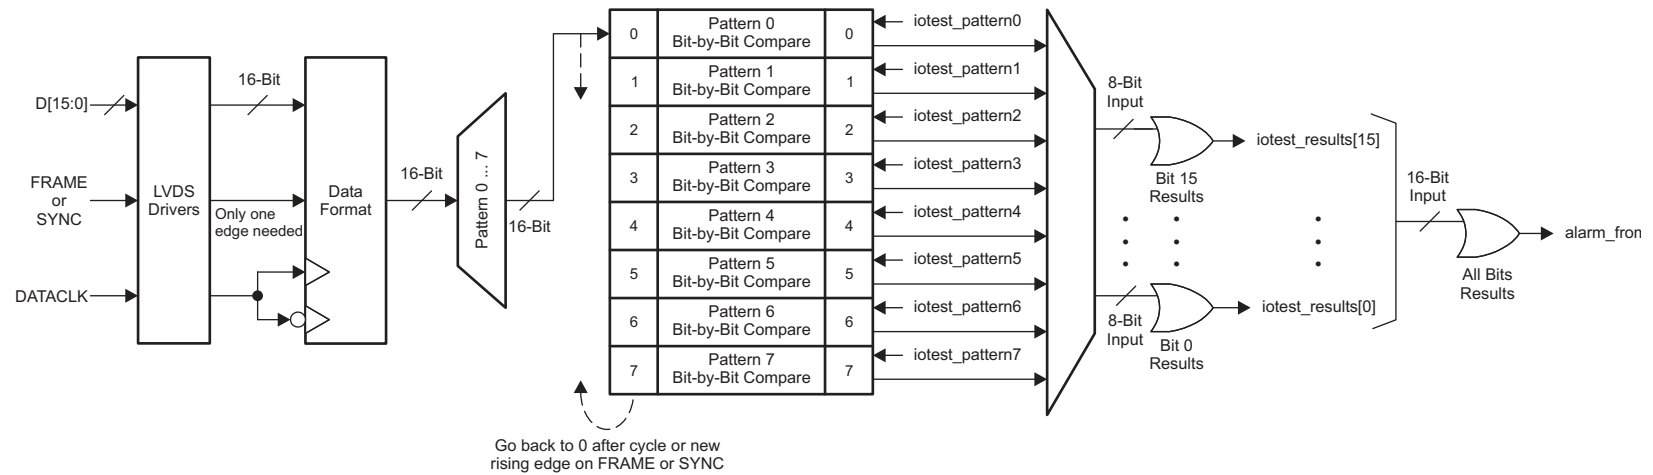 D[15:0]
FRAME
or
SYNC
DATACLK
LVDS
Drivers
16-Bit
Only one
edge needed
Data
Format
16-Bit
Pattern 0 ... 7
16-Bit
0
Pattern 0
Bit-by-Bit Compare
0
iotest_pattern0
1
Pattern 1
Bit-by-Bit Compare
1
iotest_pattern1
2
Pattern 2
Bit-by-Bit Compare
2
iotest_pattern2
3
Pattern 3
Bit-by-Bit Compare
3
iotest_pattern3
4
Pattern 4
Bit-by-Bit Compare
4
iotest_pattern4
5
Pattern 5
Bit-by-Bit Compare
5
iotest_pattern5
6
Pattern 6
Bit-by-Bit Compare
6
iotest_pattern6
7
Pattern 7
Bit-by-Bit Compare
7
iotest_pattern7
Go back to 0 after cycle or new
rising edge on FRAME or SYNC
8-Bit
Input
Bit 15
Results
iotest_results[15]
8-Bit
Input
Bit 0
Results
iotest_results[0]
16-Bit
Input
All Bits
Results